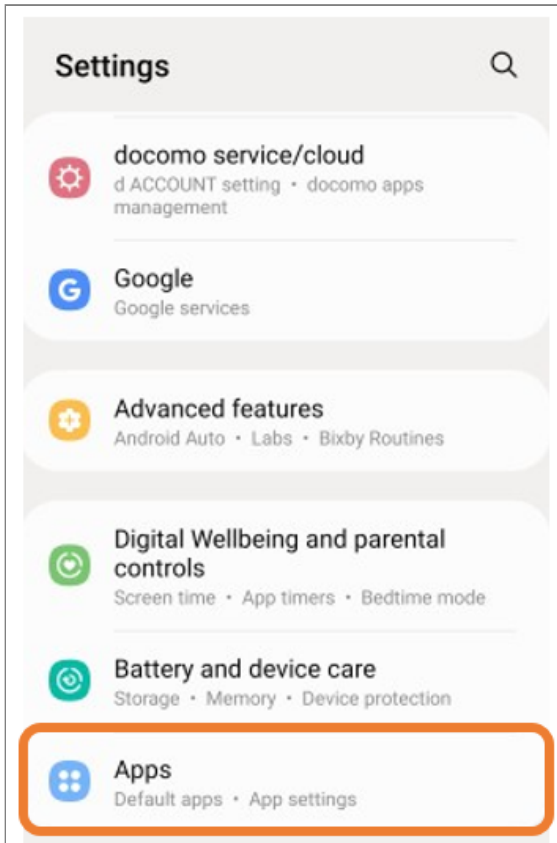 Settings
docomo service/cloud
d ACCOUNT setting • docomo apps
management
Google
Google services
Advanced features
Android Auto • Labs • Bixby Routines
Digital Wellbeing and parental
controls
Screen time • App timers • Bedtime mode
Battery and device care
Storage • Memory • Device protection
Apps
Default apps • App settings